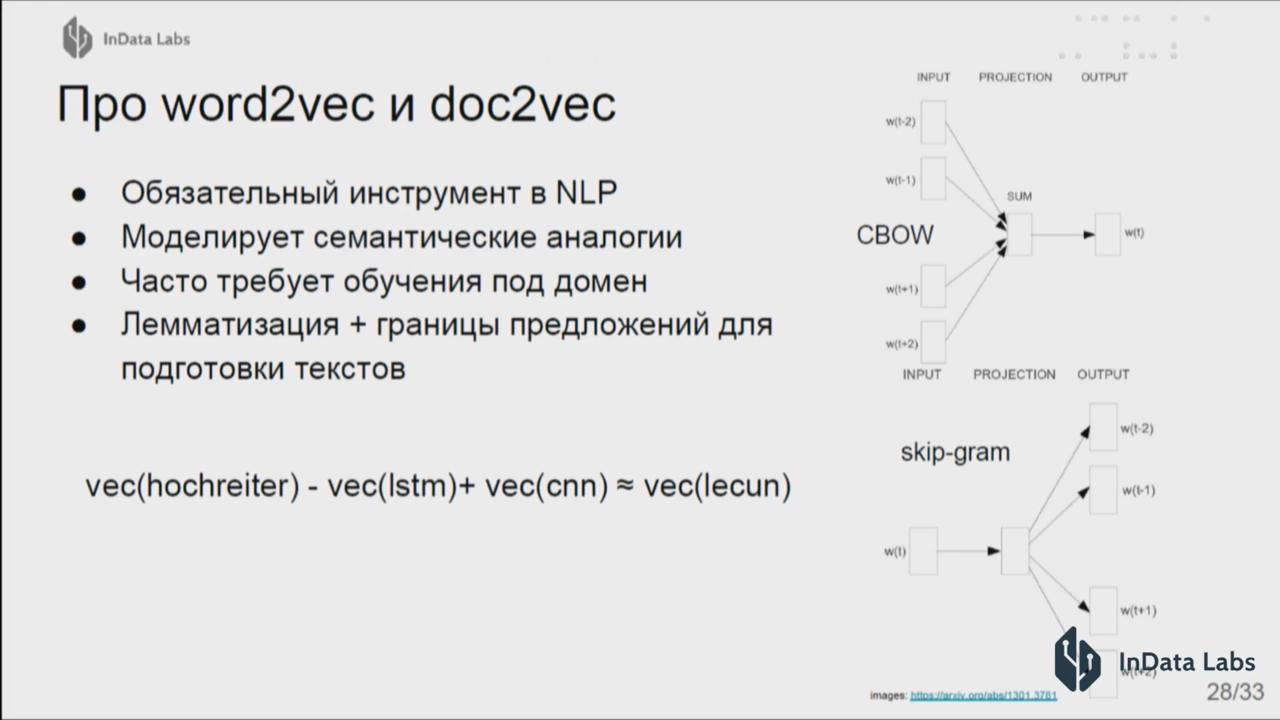 InData Labs
Про word2vec и doc2vec
● Обязательный инструмент в NLP
● Моделирует семантические аналогии
● Часто требует обучения под домен
● Лемматизация + границы предложений для
подготовки текстов
vec(hochreiter) - vec(lstm)+ vec(cnn) ≈ vec(lecun)
INPUT PROJECTION OUTPUT
w(t-2)
w(t-1)
SUM
CBOW
w(t)
w(t+1)
w(t+2)
INPUT PROJECTION OUTPUT
w(t-2)
skip-gram
w(t-1)
w(t)
w(t+1)
w(t+2)
InData Labs
images: https://arxiv.org/abs/1301.3781
28/33